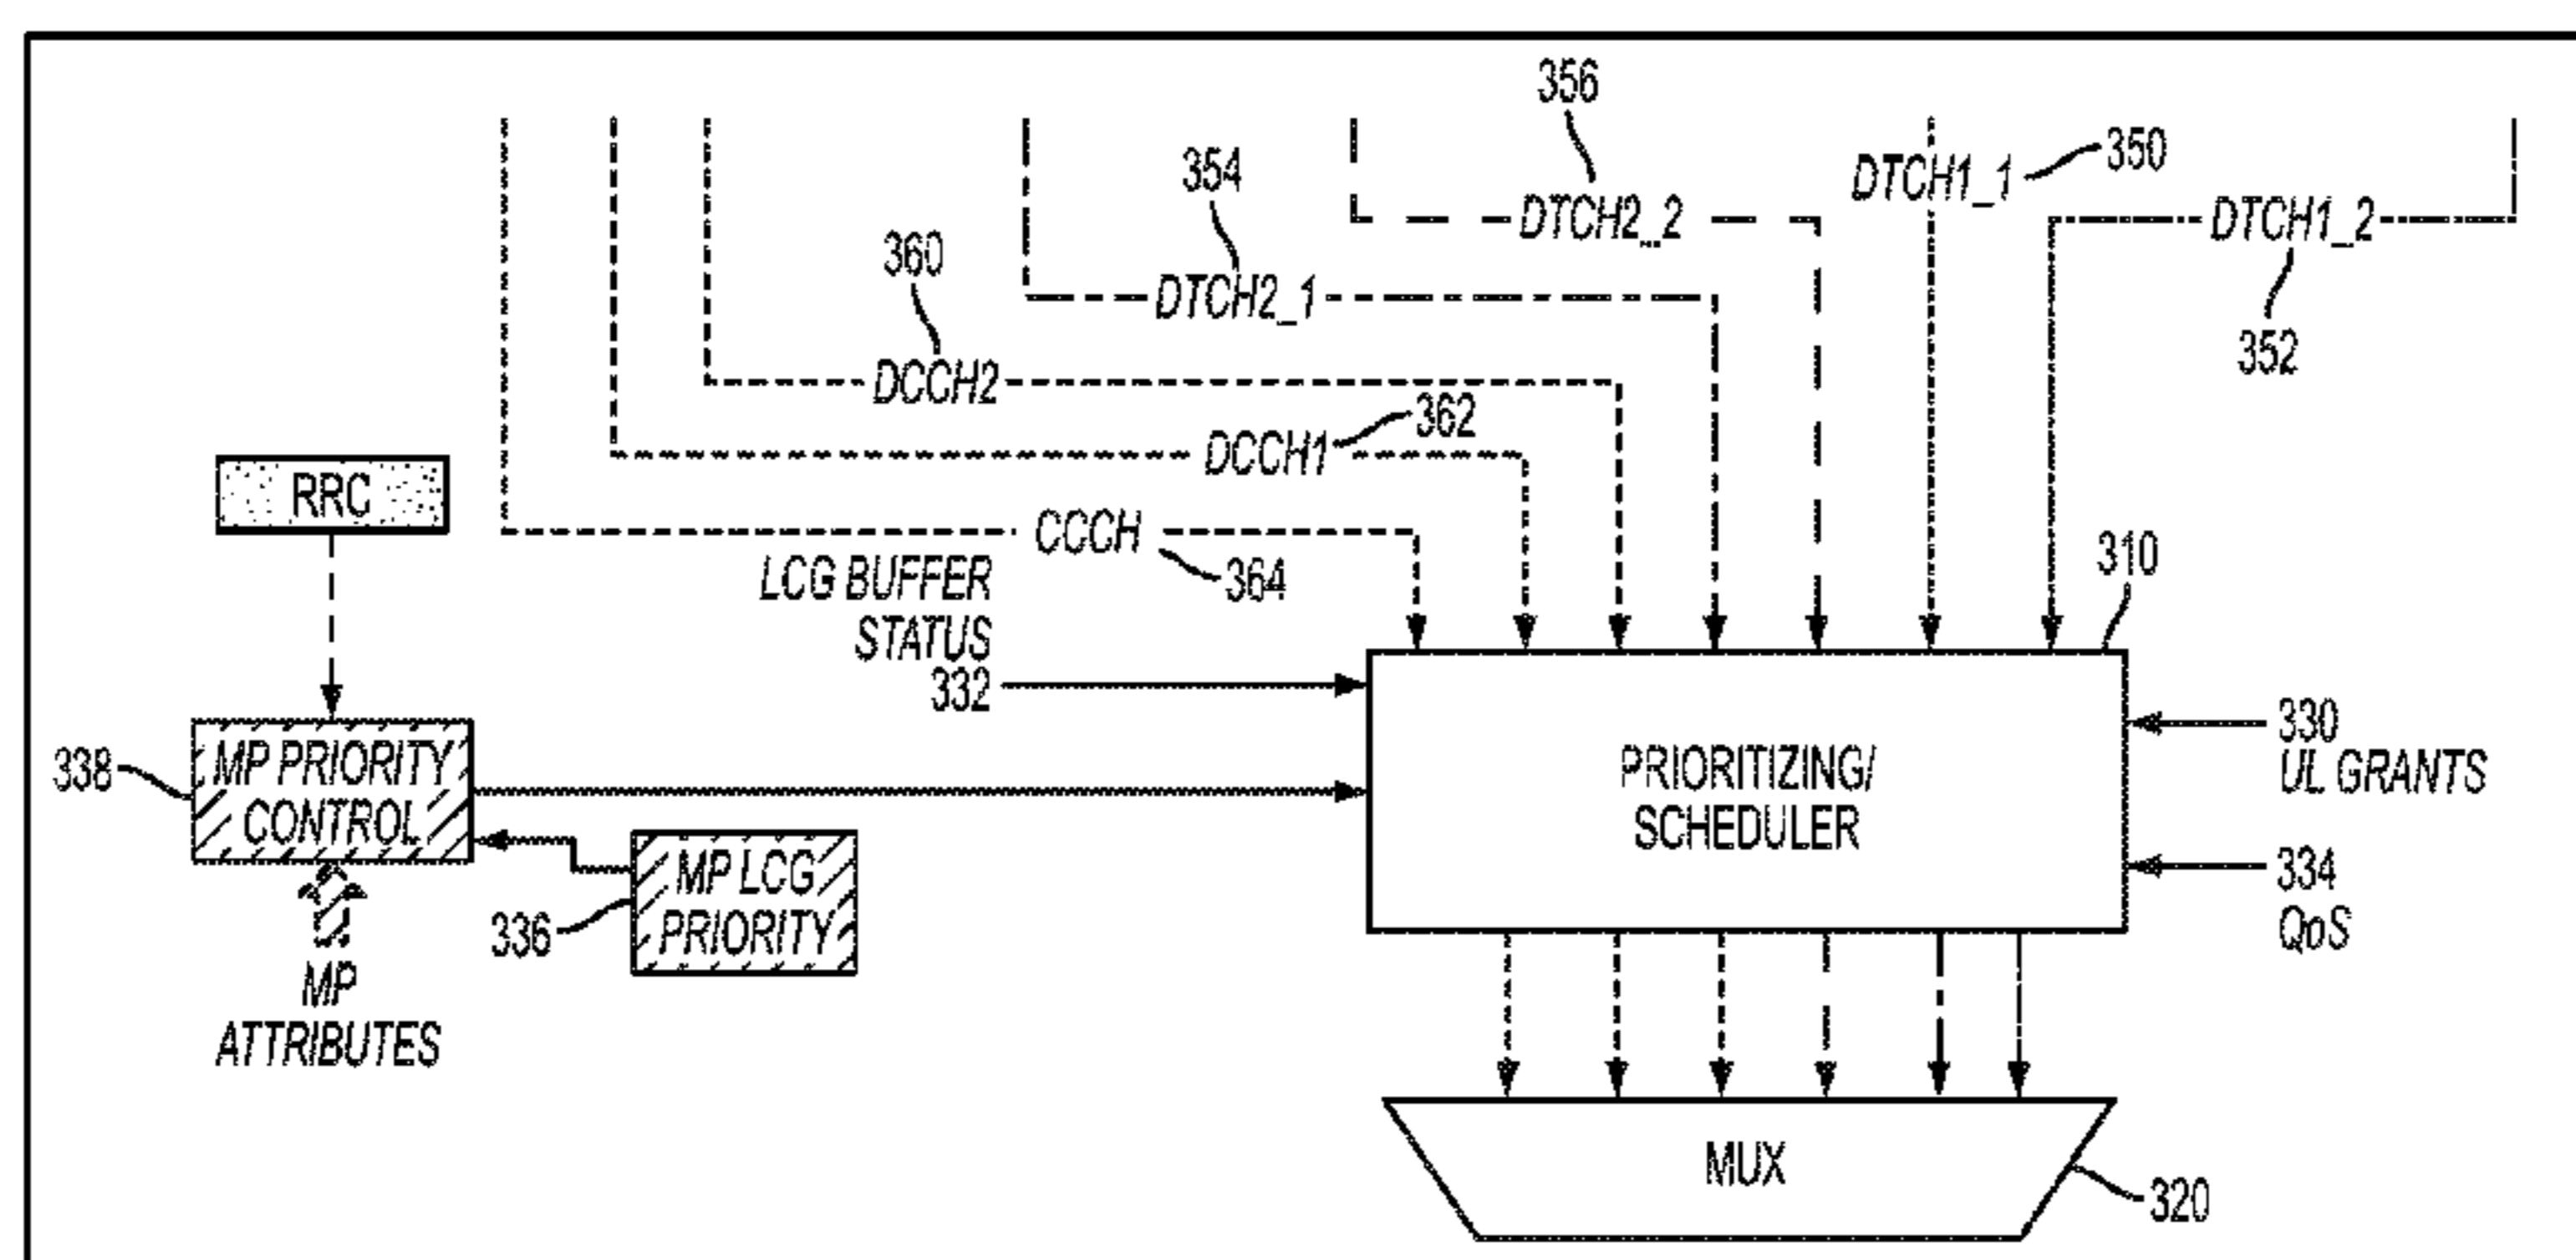 356
354
DTCH1_1
350
DTCH2_2
DTCH1_2
360
DTCH2_1
352
DCCH2
362
DCCH1
RRC
CCCH
364
310
LCG BUFFER
STATUS
332
330
UL GRANTS
338
MP PRIORITY
CONTROL
PRIORITIZING/
SCHEDULER
MP LCG
PRIORITY
336
334
QoS
MP
ATTRIBUTES
MUX
320